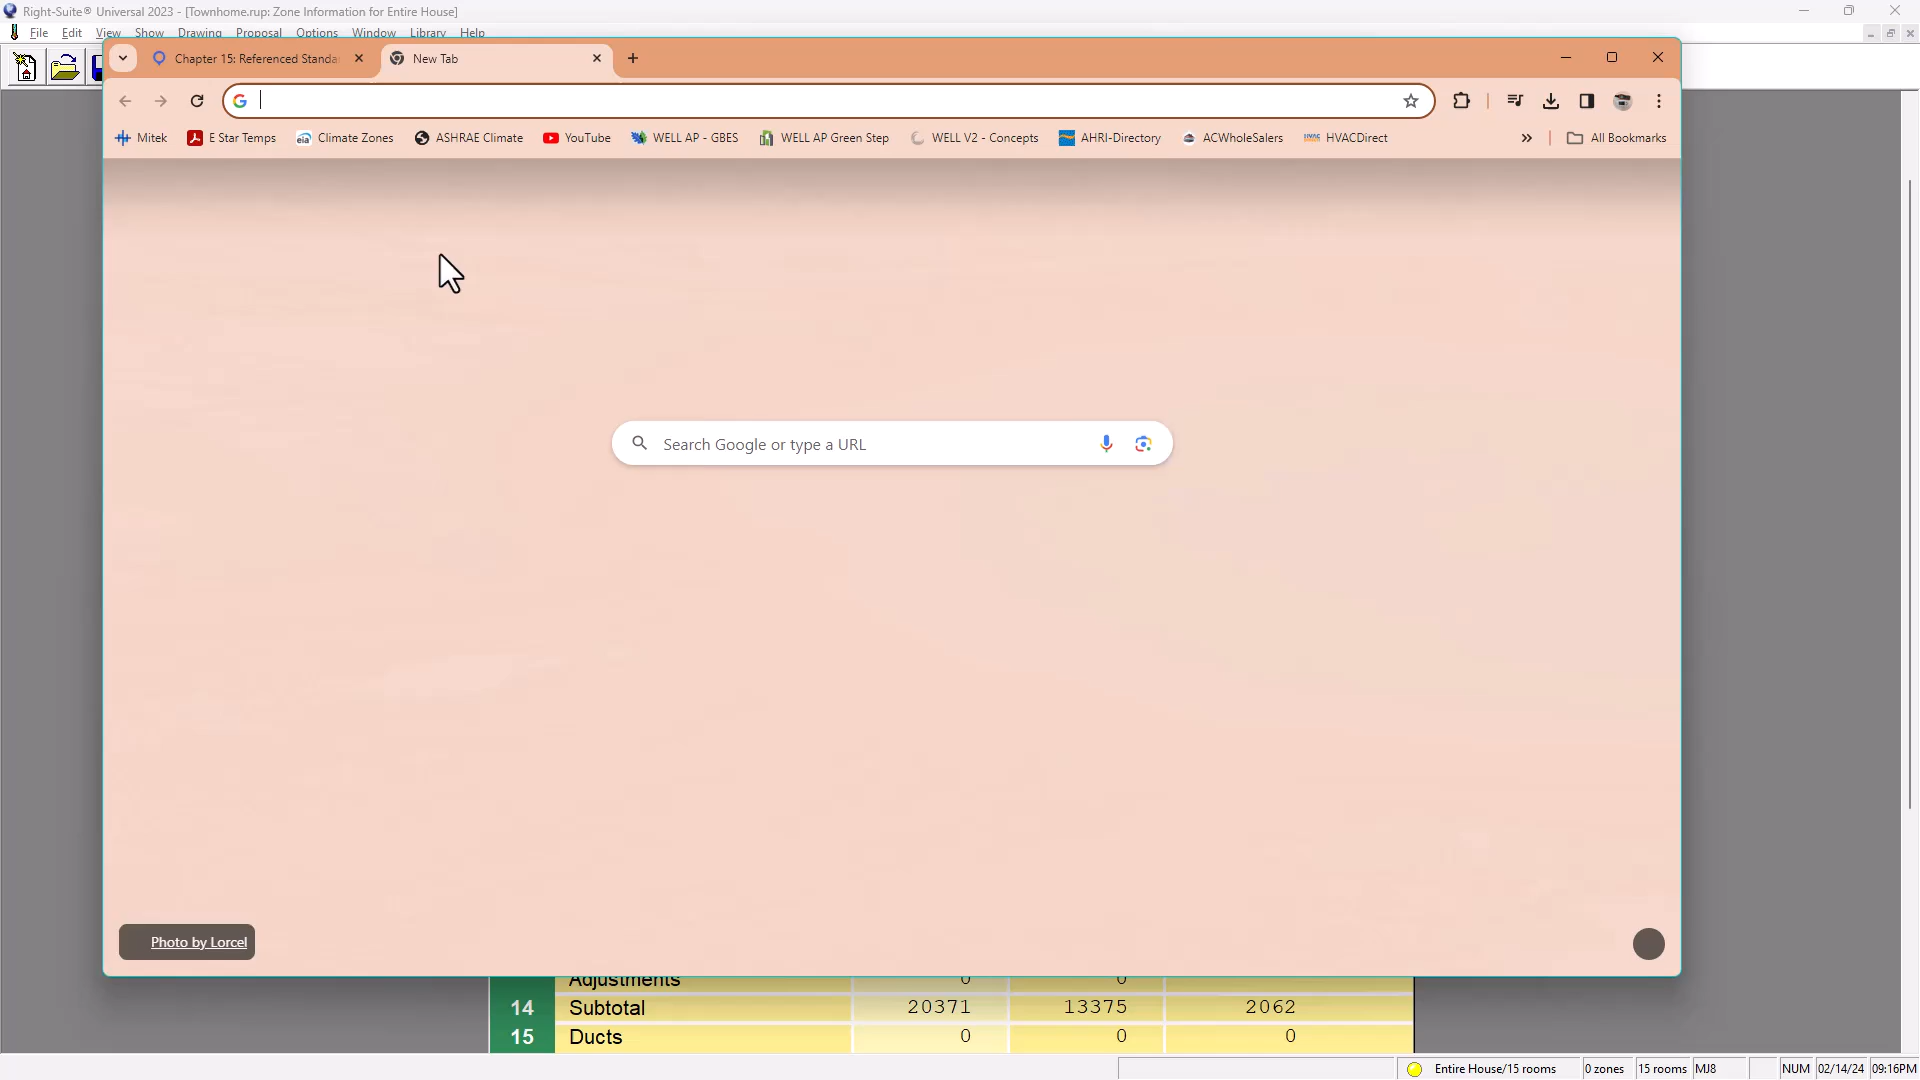 Right-Suite® Universal 2023 - [Townhome.rup: Zone Information for Entire House]
File Edit View Show Drawing Proposal Options Window Library Help
Chapter 15: Referenced Standa New Tab
Mitek E Star Temps Climate Zones ASHRAE Climate YouTube WELL AP - GBES WELL AP Green Step WELL V2 - Concepts AHRI-Directory ACWholeSalers HVACDirect » All Bookmarks
Search Google or type a URL
Photo by Lorcel
Adjustments 0 0
14 Subtotal 20371 13375 2062
15 Ducts 0 0 0
Entire House/15 rooms 0 zones 15 rooms MJ8 NUM 02/14/24 09:16PM